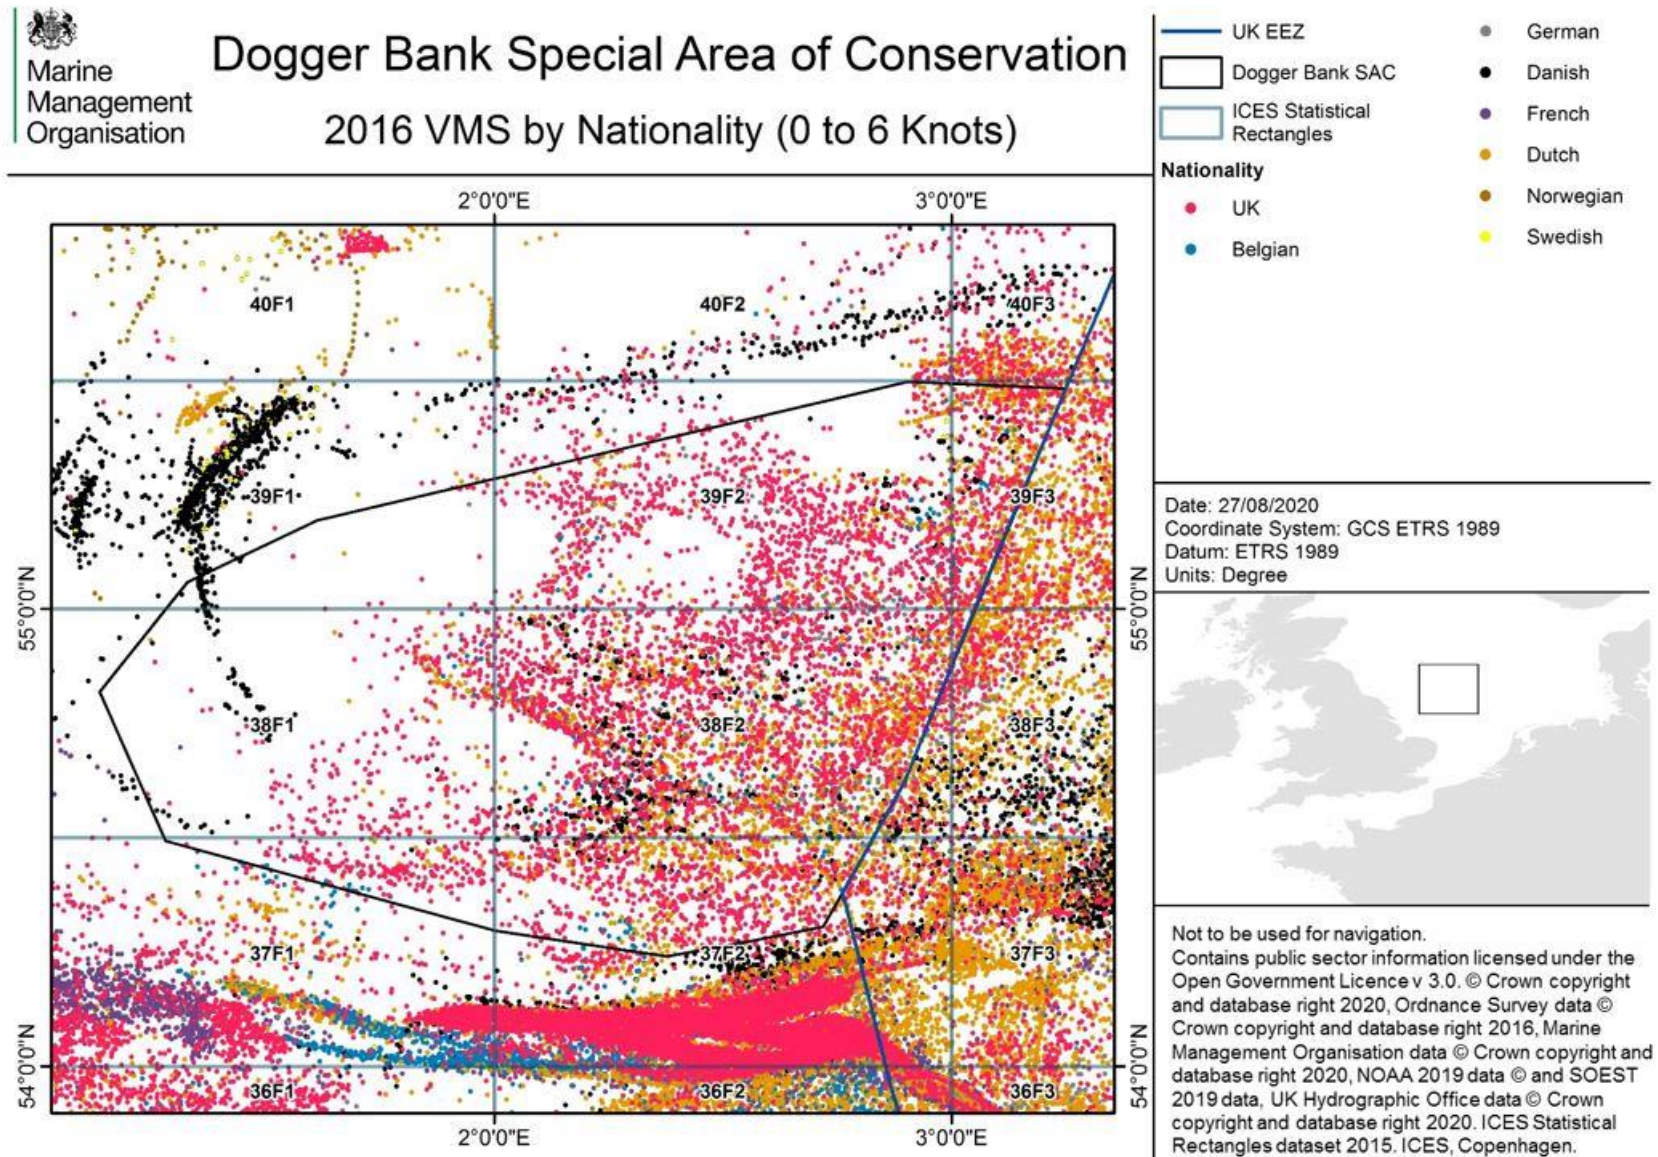 Marine
Management
Organisation
Dogger Bank Special Area of Conservation
2016 VMS by Nationality (0 to 6 Knots)
UK EEZ
Dogger Bank SAC
ICES Statistical
Rectangles
Nationality
UK
Belgian
German
Danish
French
Dutch
Norwegian
Swedish
2°0'0"E
3°0'0"E
40F1
40F2
40F3
39F1
39F2
39F3
55°0'0"N
55°0'0"N
38F1
38F2
38F3
37F1
37F2
37F3
54°0'0"N
54°0'0"N
36F1
36F2
36F3
2°0'0"E
3°0'0"E
Date: 27/08/2020
Coordinate System: GCS ETRS 1989
Datum: ETRS 1989
Units: Degree
Not to be used for navigation.
Contains public sector information licensed under the
Open Government Licence v 3.0. © Crown copyright
and database right 2020, Ordnance Survey data ©
Crown copyright and database right 2016, Marine
Management Organisation data © Crown copyright and
database right 2020, NOAA 2019 data © and SOEST
2019 data, UK Hydrographic Office data © Crown
copyright and database right 2020. ICES Statistical
Rectangles dataset 2015. ICES, Copenhagen.